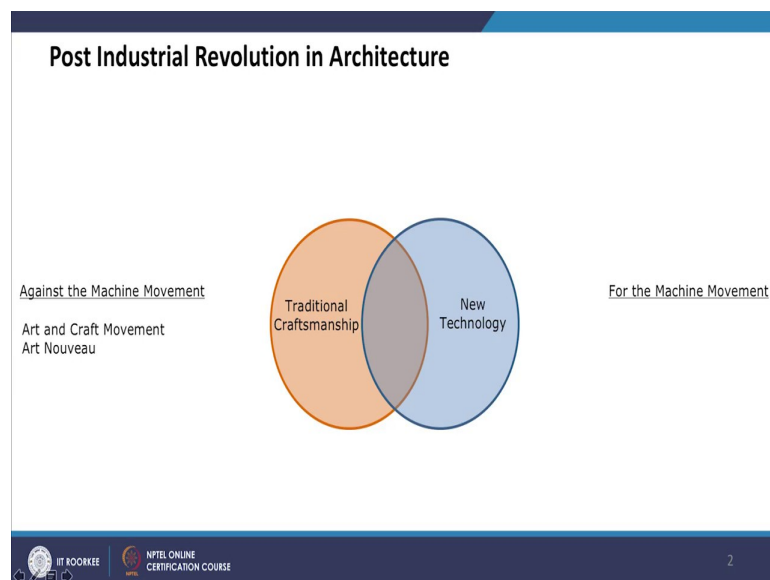 Post Industrial Revolution in Architecture
Against the Machine Movement
Art and Craft Movement
Art Nouveau
Traditional
Craftsmanship
New
Technology
For the Machine Movement
IIT ROORKEE
NPTEL ONLINE
CERTIFICATION COURSE
2